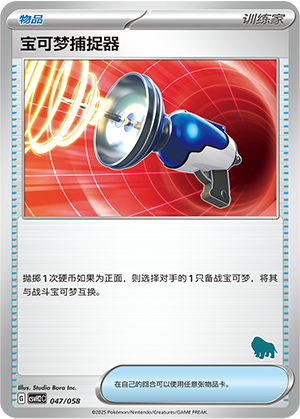 物品
训练家
宝可梦捕捉器
抛掷1次硬币如果为正面，则选择对手的1只备战宝可梦，将其
与战斗宝可梦互换。
Illus. Studio Bora Inc.
G CSVH2C 047/058
在自己的回合可以使用任意张物品卡。
©2025 Pokémon/Nintendo/Creatures/GAME FREAK.